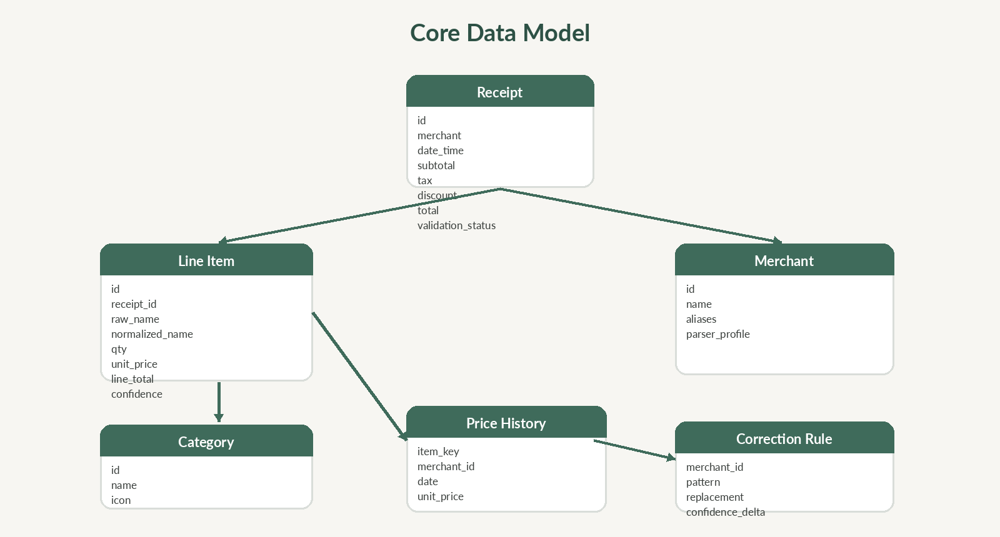 Core Data Model
Receipt
id
merchant
date_time
subtotal
tax
discount
total
validation_status
Line Item
id
receipt_id
raw_name
normalized_name
qty
unit_price
line_total
confidence
Merchant
id
name
aliases
parser_profile
Category
id
name
icon
Price History
item_key
merchant_id
date
unit_price
Correction Rule
merchant_id
pattern
replacement
confidence_delta